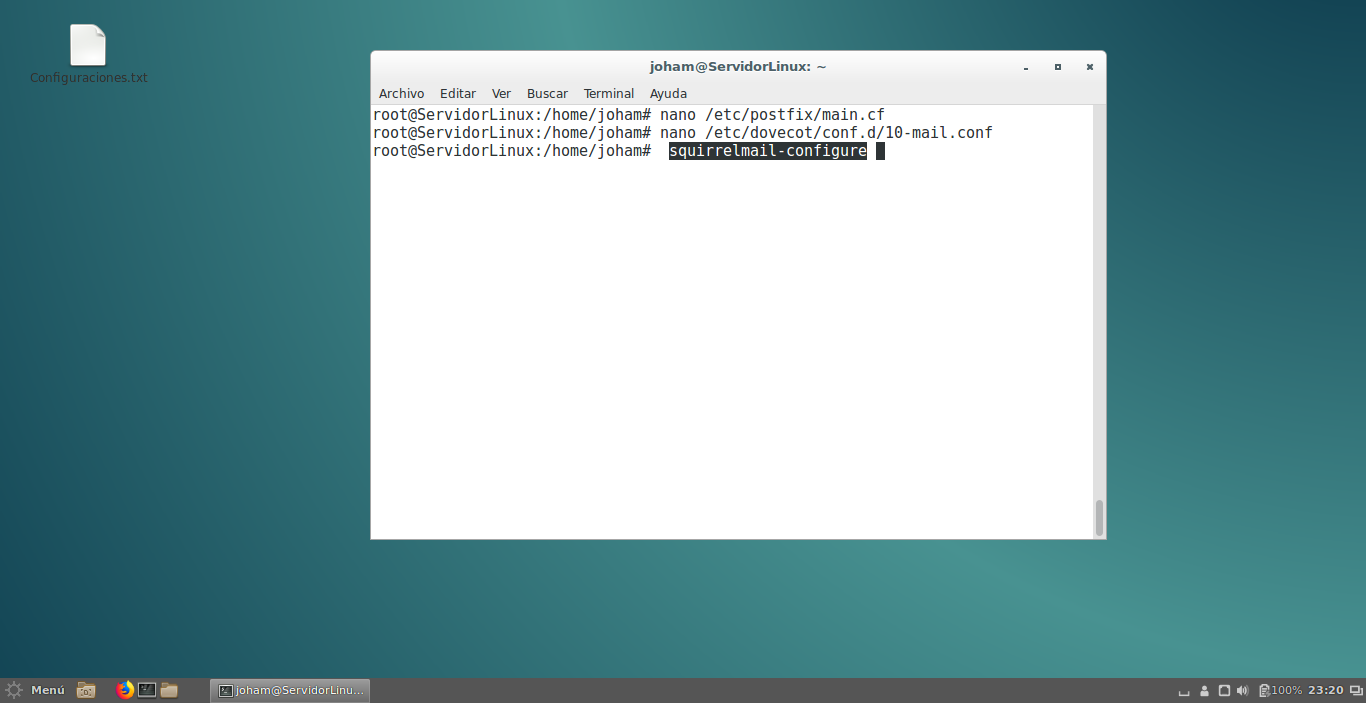 Configuraciones.txt
joham@ServidorLinux: ~
Archivo Editar Ver Buscar Terminal Ayuda
root@ServidorLinux:/home/joham# nano /etc/postfix/main.cf
root@ServidorLinux:/home/joham# nano /etc/dovecot/conf.d/10-mail.conf
root@ServidorLinux:/home/joham#  squirrelmail-configure
Menú joham@ServidorLinu... 100% 23:20